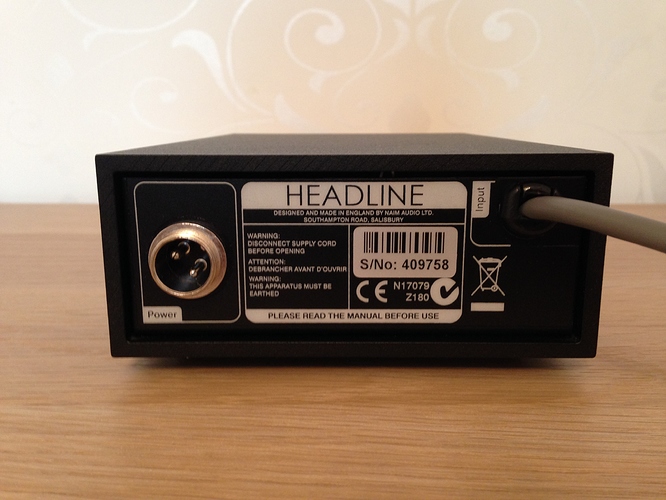 HEADLINE
DESIGNED AND MADE IN ENGLAND BY NAIM AUDIO LTD.
SOUTHAMPTON ROAD, SALISBURY
WARNING:
DISCONNECT SUPPLY CORD
BEFORE OPENING
ATTENTION:
DEBRANCHER AVANT D'OUVRIR
WARNING:
THIS APPARATUS MUST BE
EARTHED
S/No: 409758
CE N17079
Z180
PLEASE READ THE MANUAL BEFORE USE
Power
Input